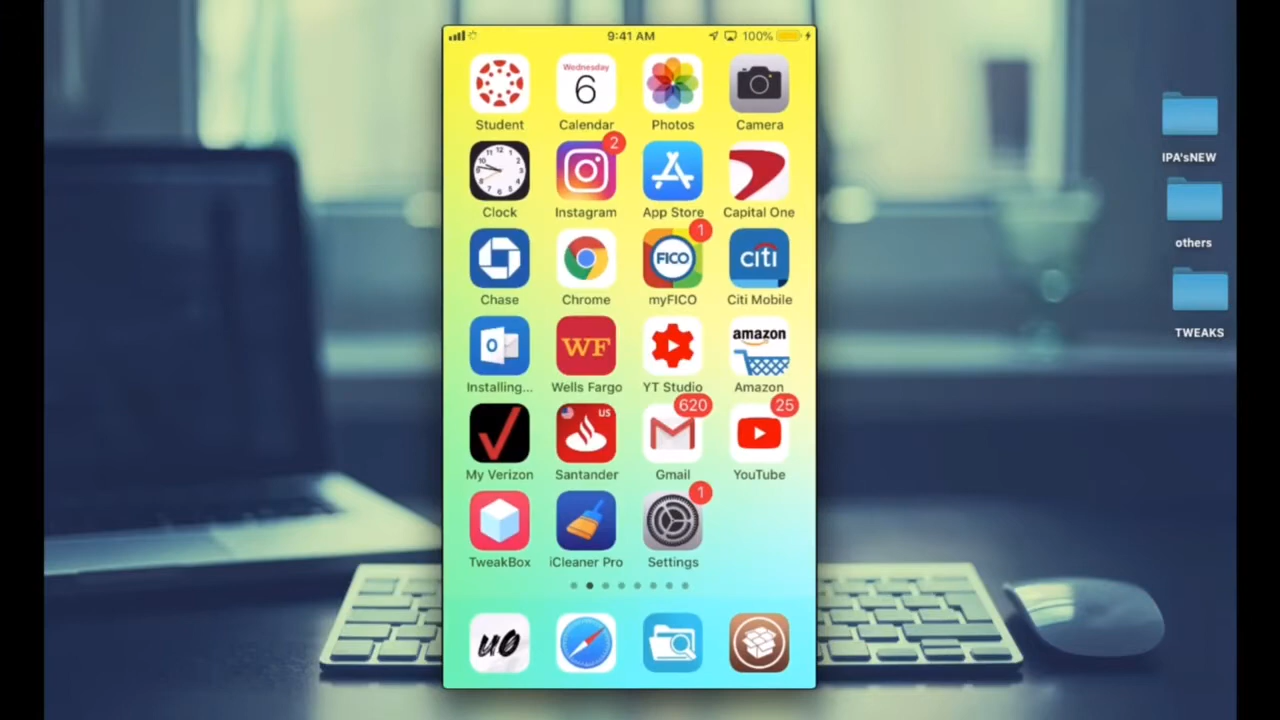 9:41 AM 100%
Student
Wednesday
6
Calendar
Photos
Camera
12
Clock
2
Instagram
App Store
Capital One
Chase
Chrome
1
FICO
myFICO
citi
Citi Mobile
O
Installing...
WF
Wells Fargo
YT Studio
amazon
Amazon
My Verizon
US
Santander
620
Gmail
25
YouTube
TweakBox
iCleaner Pro
1
Settings
uO
IPA'sNEW
others
TWEAKS